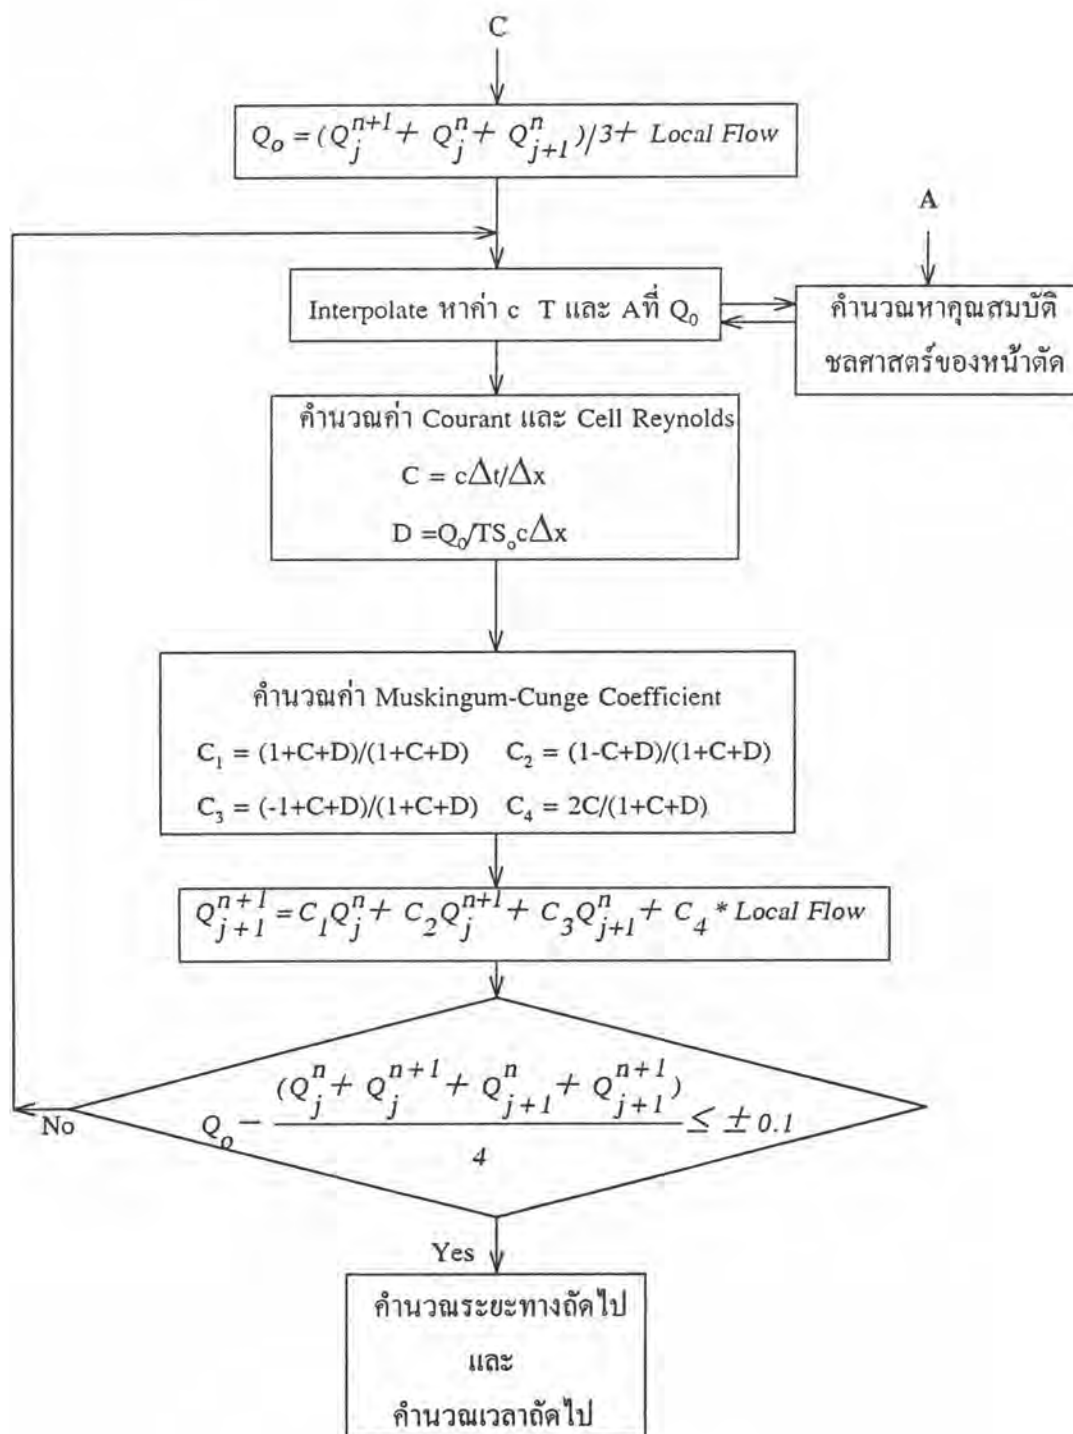 C
Q_o = (Q_j^{n+1} + Q_j^n + Q_{j+1}^n)/3 + Local Flow
A
Interpolate หาค่า c T และ A ที่ Q_0
คำนวณหาคุณสมบัติ
ชลศาสตร์ของหน้าตัด
คำนวณค่า Courant และ Cell Reynolds
C = cΔt/Δx
D =Q_0/TS_o cΔx
คำนวณค่า Muskingum-Cunge Coefficient
C_1 = (1+C+D)/(1+C+D) C_2 = (1-C+D)/(1+C+D)
C_3 = (-1+C+D)/(1+C+D) C_4 = 2C/(1+C+D)
Q_{j+1}^{n+1} = C_1 Q_j^n + C_2 Q_j^{n+1} + C_3 Q_{j+1}^n + C_4 * Local Flow
Q_o - (Q_j^n + Q_j^{n+1} + Q_{j+1}^n + Q_{j+1}^{n+1}) / 4 ≤ ± 0.1
No
Yes
คำนวณระยะทางถัดไป
และ
คำนวณเวลาถัดไป